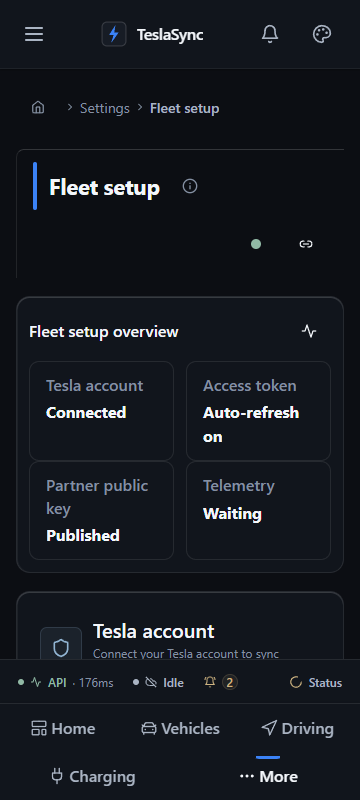 TeslaSync
Settings
Fleet setup
Fleet setup
Fleet setup overview
Tesla account
Connected
Access token
Auto-refresh
on
Partner public
key
Published
Telemetry
Waiting
Tesla account
Connect your Tesla account to sync
API · 176ms
Idle
2
Status
Home
Vehicles
Driving
Charging
More